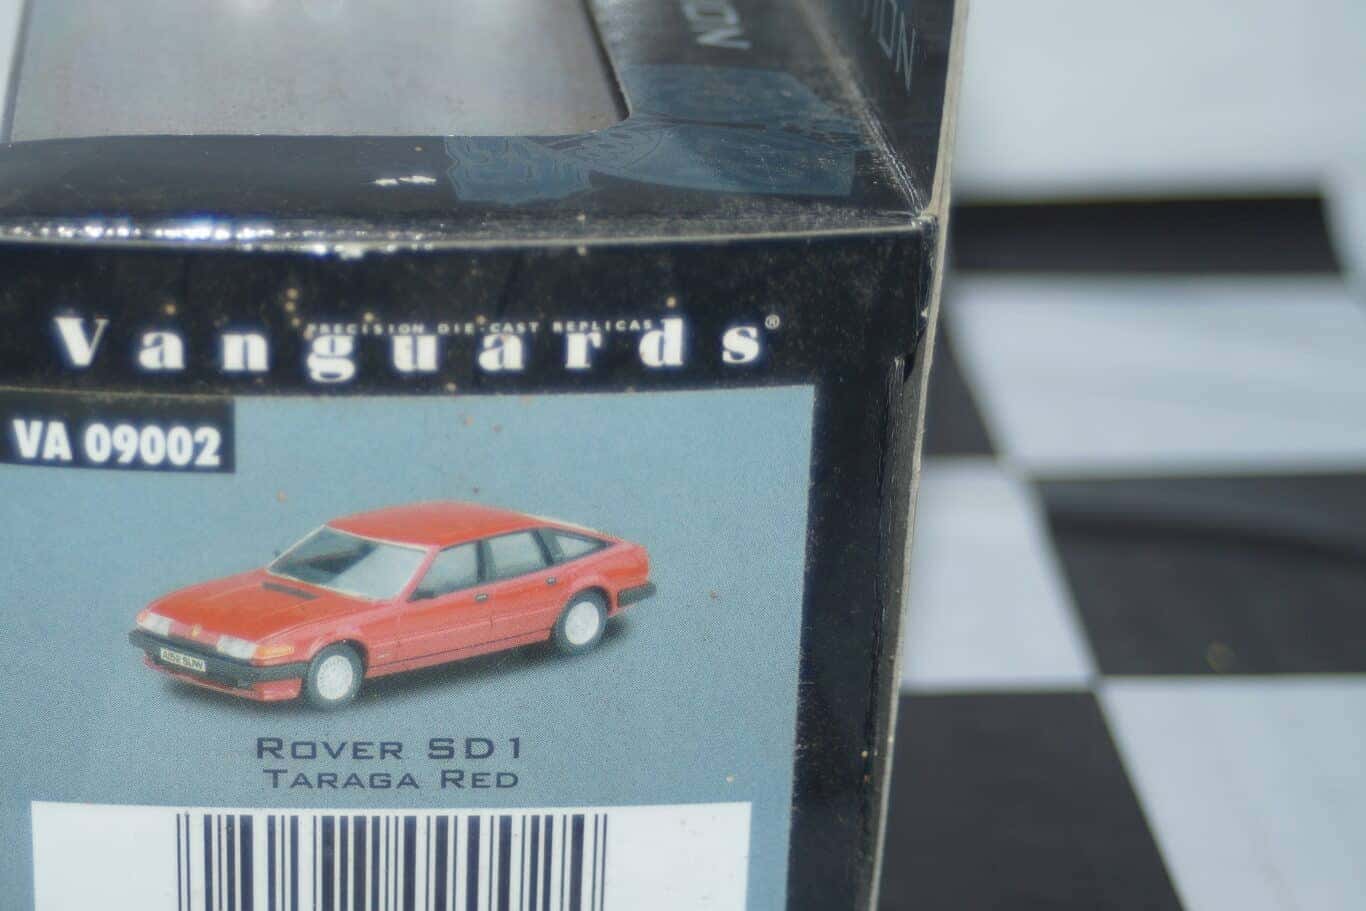 PRECISION DIE-CAST REPLICAS
Vanguards®
VA 09002
ROVER SD1
TARAGA RED